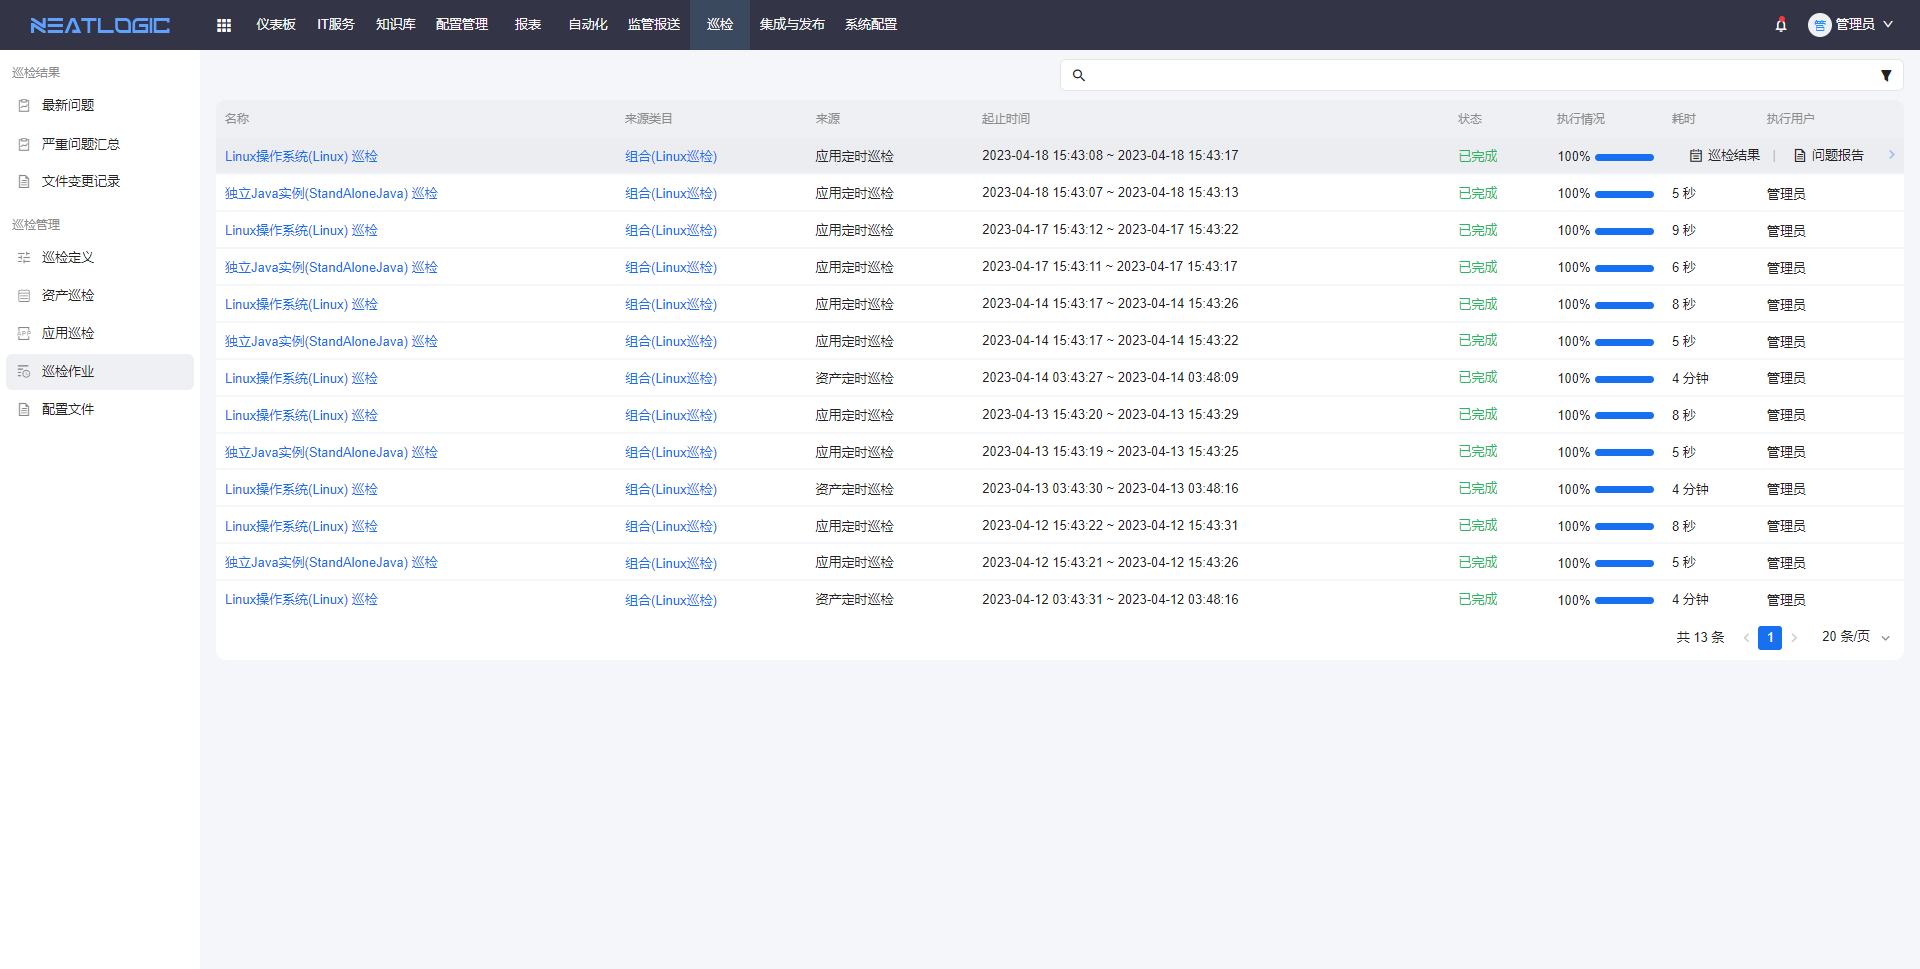 NEATLOGIC 仪表板 IT服务 知识库 配置管理 报表 自动化 监管报送 巡检 集成与发布 系统配置 管 管理员
巡检结果
最新问题
严重问题汇总
文件变更记录
巡检管理
巡检定义
资产巡检
应用巡检
巡检作业
配置文件
名称 来源类目 来源 起止时间 状态 执行情况 耗时 执行用户
Linux操作系统(Linux) 巡检 组合(Linux巡检) 应用定时巡检 2023-04-18 15:43:08 ~ 2023-04-18 15:43:17 已完成 100% 巡检结果 | 问题报告
独立Java实例(StandAloneJava) 巡检 组合(Linux巡检) 应用定时巡检 2023-04-18 15:43:07 ~ 2023-04-18 15:43:13 已完成 100% 5 秒 管理员
Linux操作系统(Linux) 巡检 组合(Linux巡检) 应用定时巡检 2023-04-17 15:43:12 ~ 2023-04-17 15:43:22 已完成 100% 9 秒 管理员
独立Java实例(StandAloneJava) 巡检 组合(Linux巡检) 应用定时巡检 2023-04-17 15:43:11 ~ 2023-04-17 15:43:17 已完成 100% 6 秒 管理员
Linux操作系统(Linux) 巡检 组合(Linux巡检) 应用定时巡检 2023-04-14 15:43:17 ~ 2023-04-14 15:43:26 已完成 100% 8 秒 管理员
独立Java实例(StandAloneJava) 巡检 组合(Linux巡检) 应用定时巡检 2023-04-14 15:43:17 ~ 2023-04-14 15:43:22 已完成 100% 5 秒 管理员
Linux操作系统(Linux) 巡检 组合(Linux巡检) 资产定时巡检 2023-04-14 03:43:27 ~ 2023-04-14 03:48:09 已完成 100% 4 分钟 管理员
Linux操作系统(Linux) 巡检 组合(Linux巡检) 应用定时巡检 2023-04-13 15:43:20 ~ 2023-04-13 15:43:29 已完成 100% 8 秒 管理员
独立Java实例(StandAloneJava) 巡检 组合(Linux巡检) 应用定时巡检 2023-04-13 15:43:19 ~ 2023-04-13 15:43:25 已完成 100% 5 秒 管理员
Linux操作系统(Linux) 巡检 组合(Linux巡检) 资产定时巡检 2023-04-13 03:43:30 ~ 2023-04-13 03:48:16 已完成 100% 4 分钟 管理员
Linux操作系统(Linux) 巡检 组合(Linux巡检) 应用定时巡检 2023-04-12 15:43:22 ~ 2023-04-12 15:43:31 已完成 100% 8 秒 管理员
独立Java实例(StandAloneJava) 巡检 组合(Linux巡检) 应用定时巡检 2023-04-12 15:43:21 ~ 2023-04-12 15:43:26 已完成 100% 5 秒 管理员
Linux操作系统(Linux) 巡检 组合(Linux巡检) 资产定时巡检 2023-04-12 03:43:31 ~ 2023-04-12 03:48:16 已完成 100% 4 分钟 管理员
共 13 条 1 20 条/页